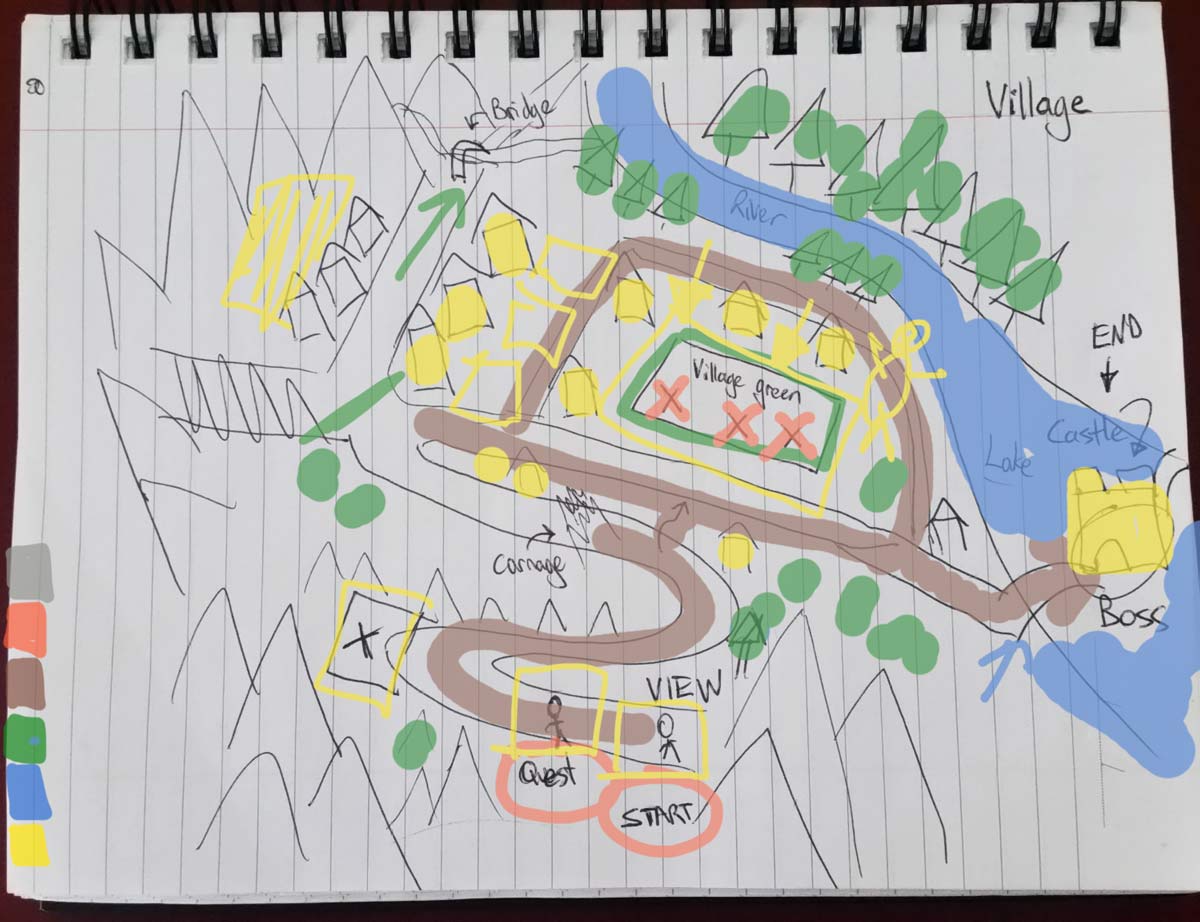 Village
Bridge
River
END
Village green
Castle
Lake
Carnage
Boss
VIEW
Quest
START